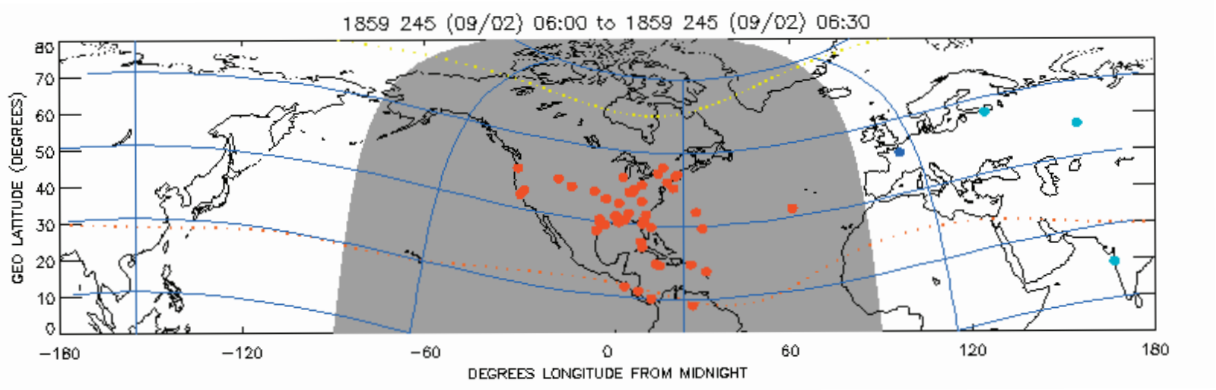 1859 245 (09/02) 06:00 to 1859 245 (09/02) 06:30
GEO LATITUDE (DEGREES)
80
70
60
50
40
30
20
10
0
−180 −120 −60 0 60 120 180
DEGREES LONGITUDE FROM MIDNIGHT